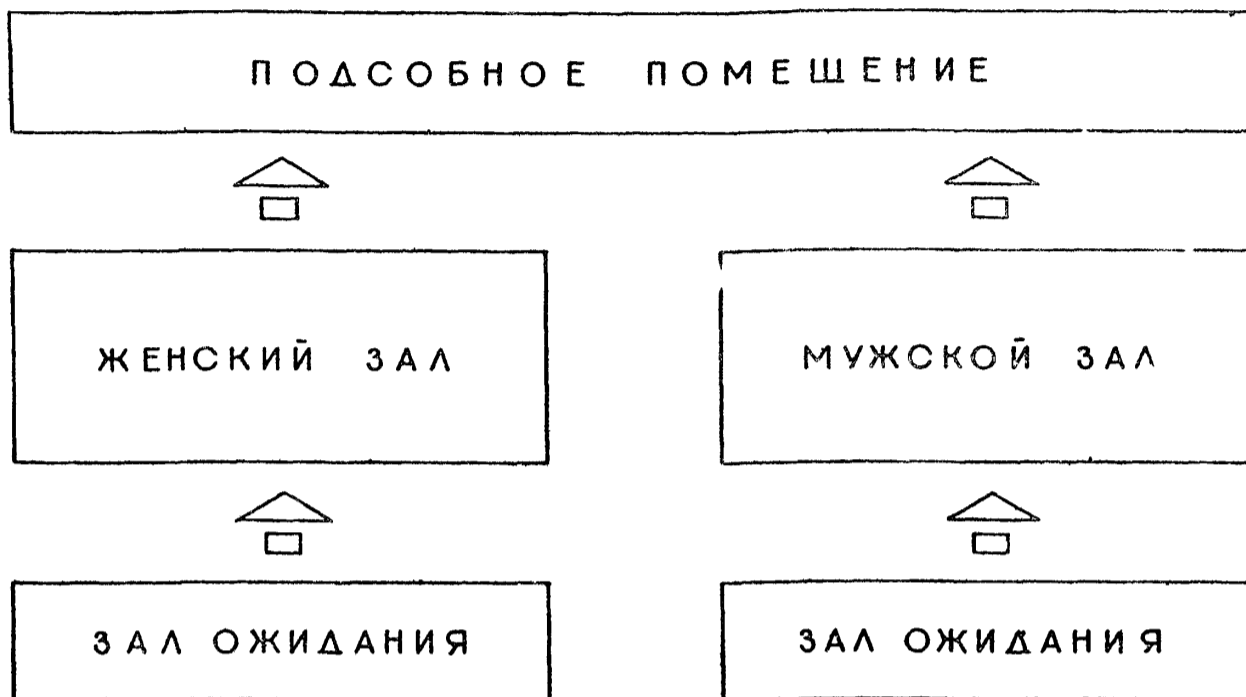 ПОДСОБНОЕ ПОМЕЩЕНИЕ
ЖЕНСКИЙ ЗАЛ
МУЖСКОЙ ЗАЛ
ЗАЛ ОЖИДАНИЯ
ЗАЛ ОЖИДАНИЯ